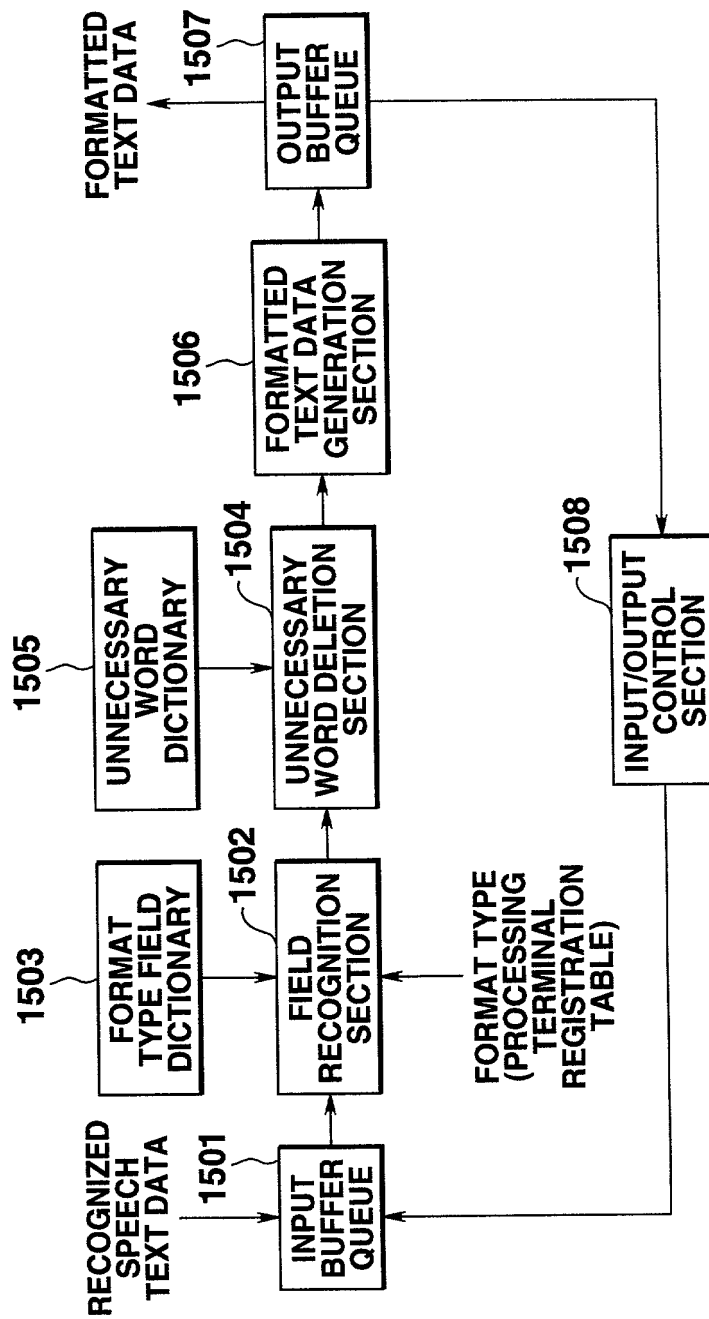 RECOGNIZED
SPEECH
TEXT DATA
1501
INPUT
BUFFER
QUEUE
1503
FORMAT
TYPE FIELD
DICTIONARY
1502
FIELD
RECOGNITION
SECTION
FORMAT TYPE
(PROCESSING
TERMINAL
REGISTRATION
TABLE)
1505
UNNECESSARY
WORD
DICTIONARY
1504
UNNECESSARY
WORD DELETION
SECTION
1506
FORMATTED
TEXT DATA
GENERATION
SECTION
FORMATTED
TEXT DATA
1507
OUTPUT
BUFFER
QUEUE
1508
INPUT/OUTPUT
CONTROL
SECTION